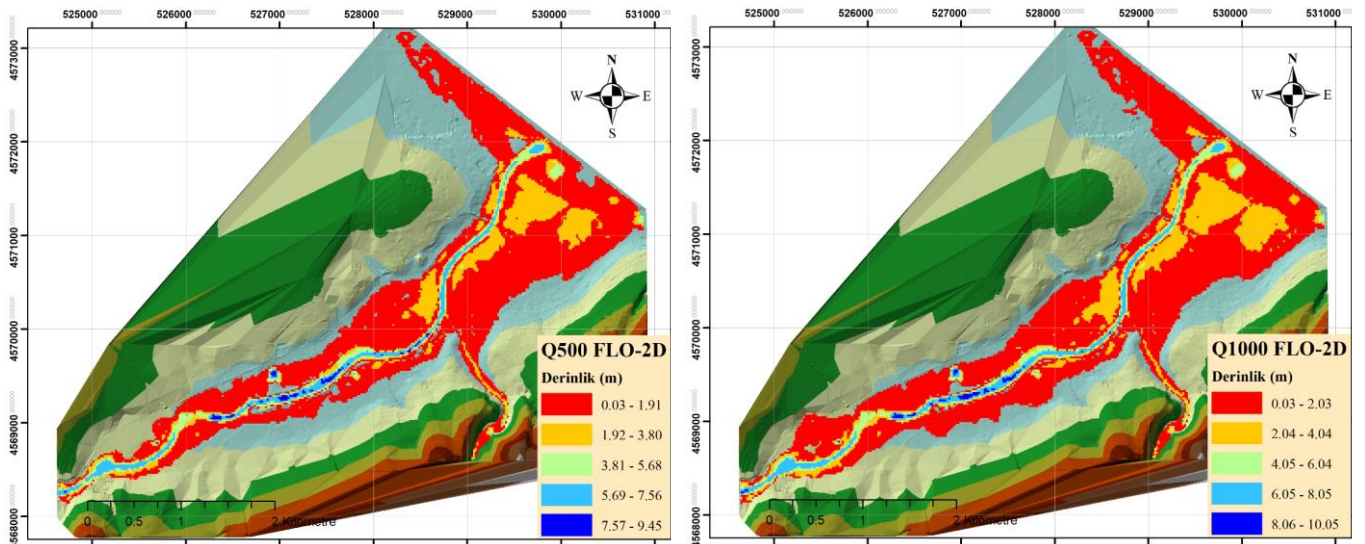 525000 526000 527000 528000 529000 530000 531000
4573000
4572000
4571000
4570000
4569000
4568000
N
W E
S
Q500 FLO-2D
Derinlik (m)
0.03 - 1.91
1.92 - 3.80
3.81 - 5.68
5.69 - 7.56
7.57 - 9.45
0 0.5 1 2 Kilometre
525000 526000 527000 528000 529000 530000 531000
4573000
4572000
4571000
4570000
4569000
4568000
N
W E
S
Q1000 FLO-2D
Derinlik (m)
0.03 - 2.03
2.04 - 4.04
4.05 - 6.04
6.05 - 8.05
8.06 - 10.05
0 0.5 1 2 Kilometre